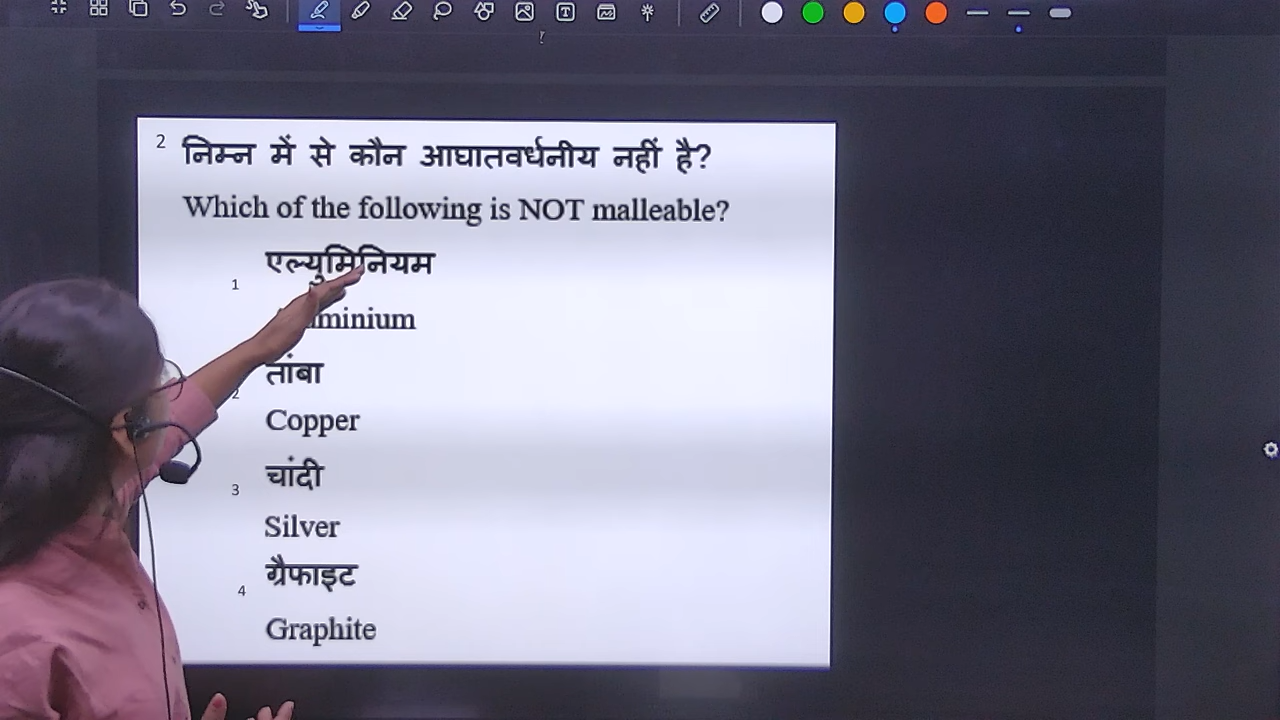 2 निम्न में से कौन आघातवर्धनीय नहीं है?
Which of the following is NOT malleable?
1 एल्युमिनियम
2 तांबा
Copper
3 चांदी
Silver
4 ग्रैफाइट
Graphite